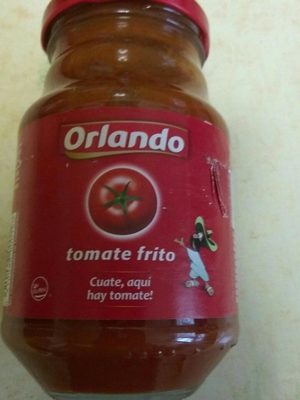 Orlando
tomate frito
Cuate, aquí
hay tomate!